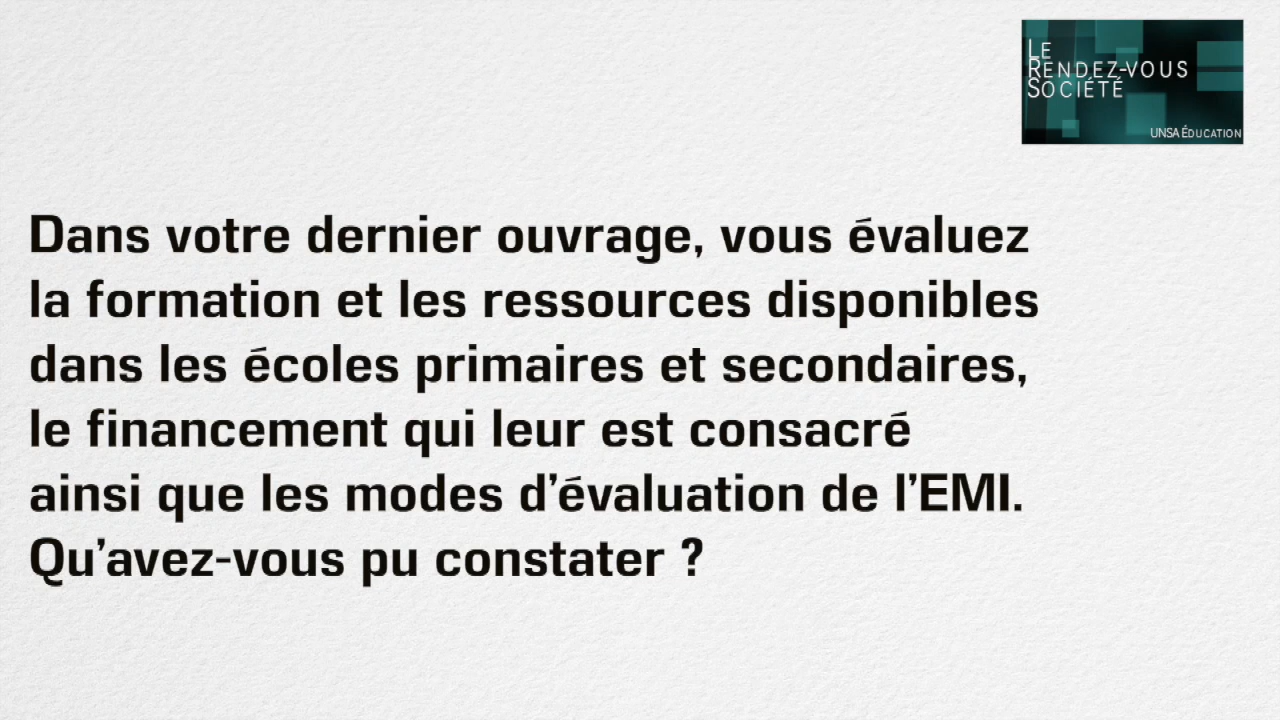 LE
RENDEZ-VOUS
SOCIÉTÉ
UNSA ÉDUCATION
Dans votre dernier ouvrage, vous évaluez
la formation et les ressources disponibles
dans les écoles primaires et secondaires,
le financement qui leur est consacré
ainsi que les modes d’évaluation de l’EMI.
Qu’avez-vous pu constater ?